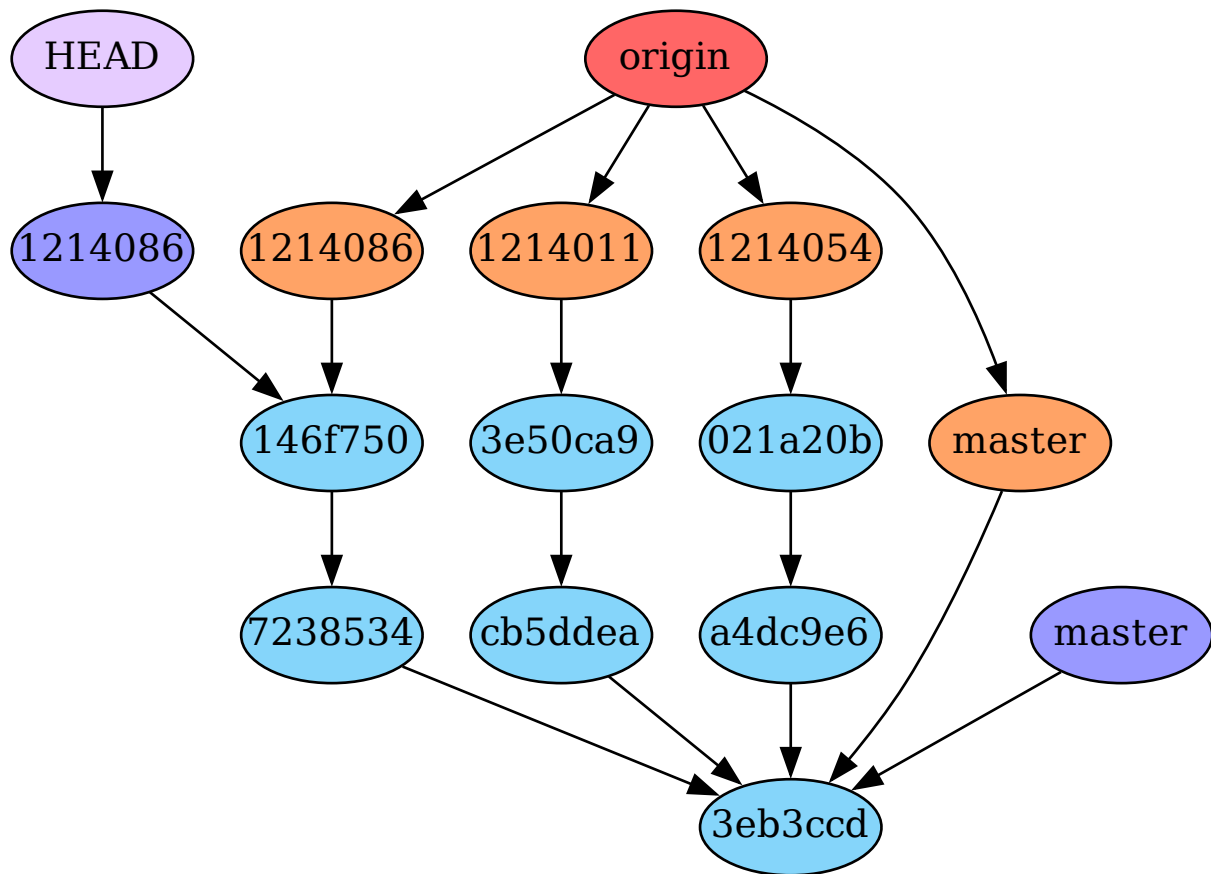 HEAD
origin
1214086
1214086
1214011
1214054
146f750
3e50ca9
021a20b
master
7238534
cb5ddea
a4dc9e6
master
3eb3ccd